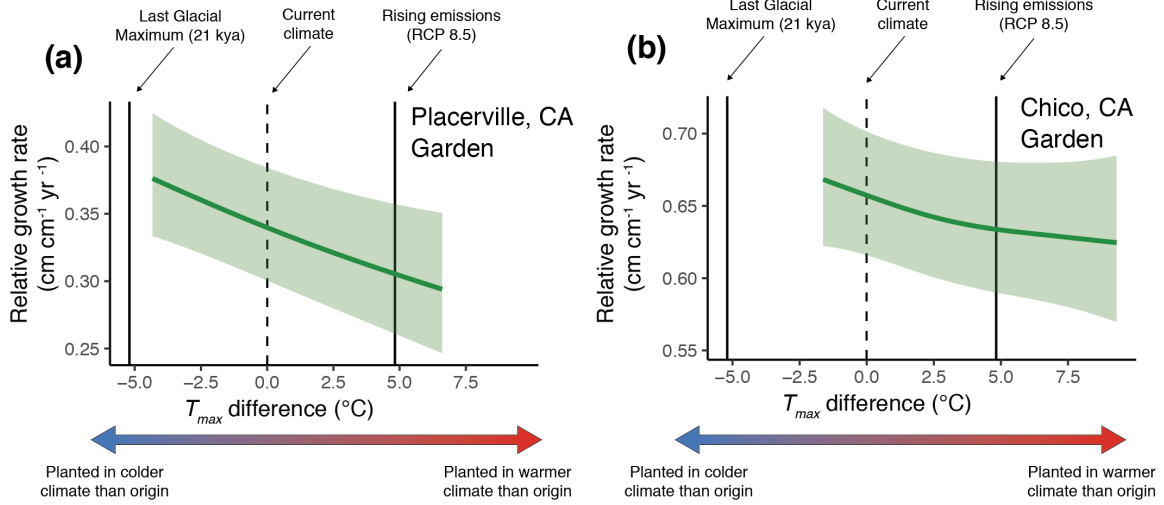 (a)
Last Glacial
Maximum (21 kya)
Current
climate
Rising emissions
(RCP 8.5)
Placerville, CA
Garden
Relative growth rate
(cm cm-1 yr -1)
0.40
0.35
0.30
0.25
−5.0 −2.5 0.0 2.5 5.0 7.5
Tmax difference (°C)
Planted in colder
climate than origin
Planted in warmer
climate than origin
(b)
Last Glacial
Maximum (21 kya)
Current
climate
Rising emissions
(RCP 8.5)
Chico, CA
Garden
Relative growth rate
(cm cm-1 yr -1)
0.70
0.65
0.60
0.55
−5.0 −2.5 0.0 2.5 5.0 7.5
Tmax difference (°C)
Planted in colder
climate than origin
Planted in warmer
climate than origin